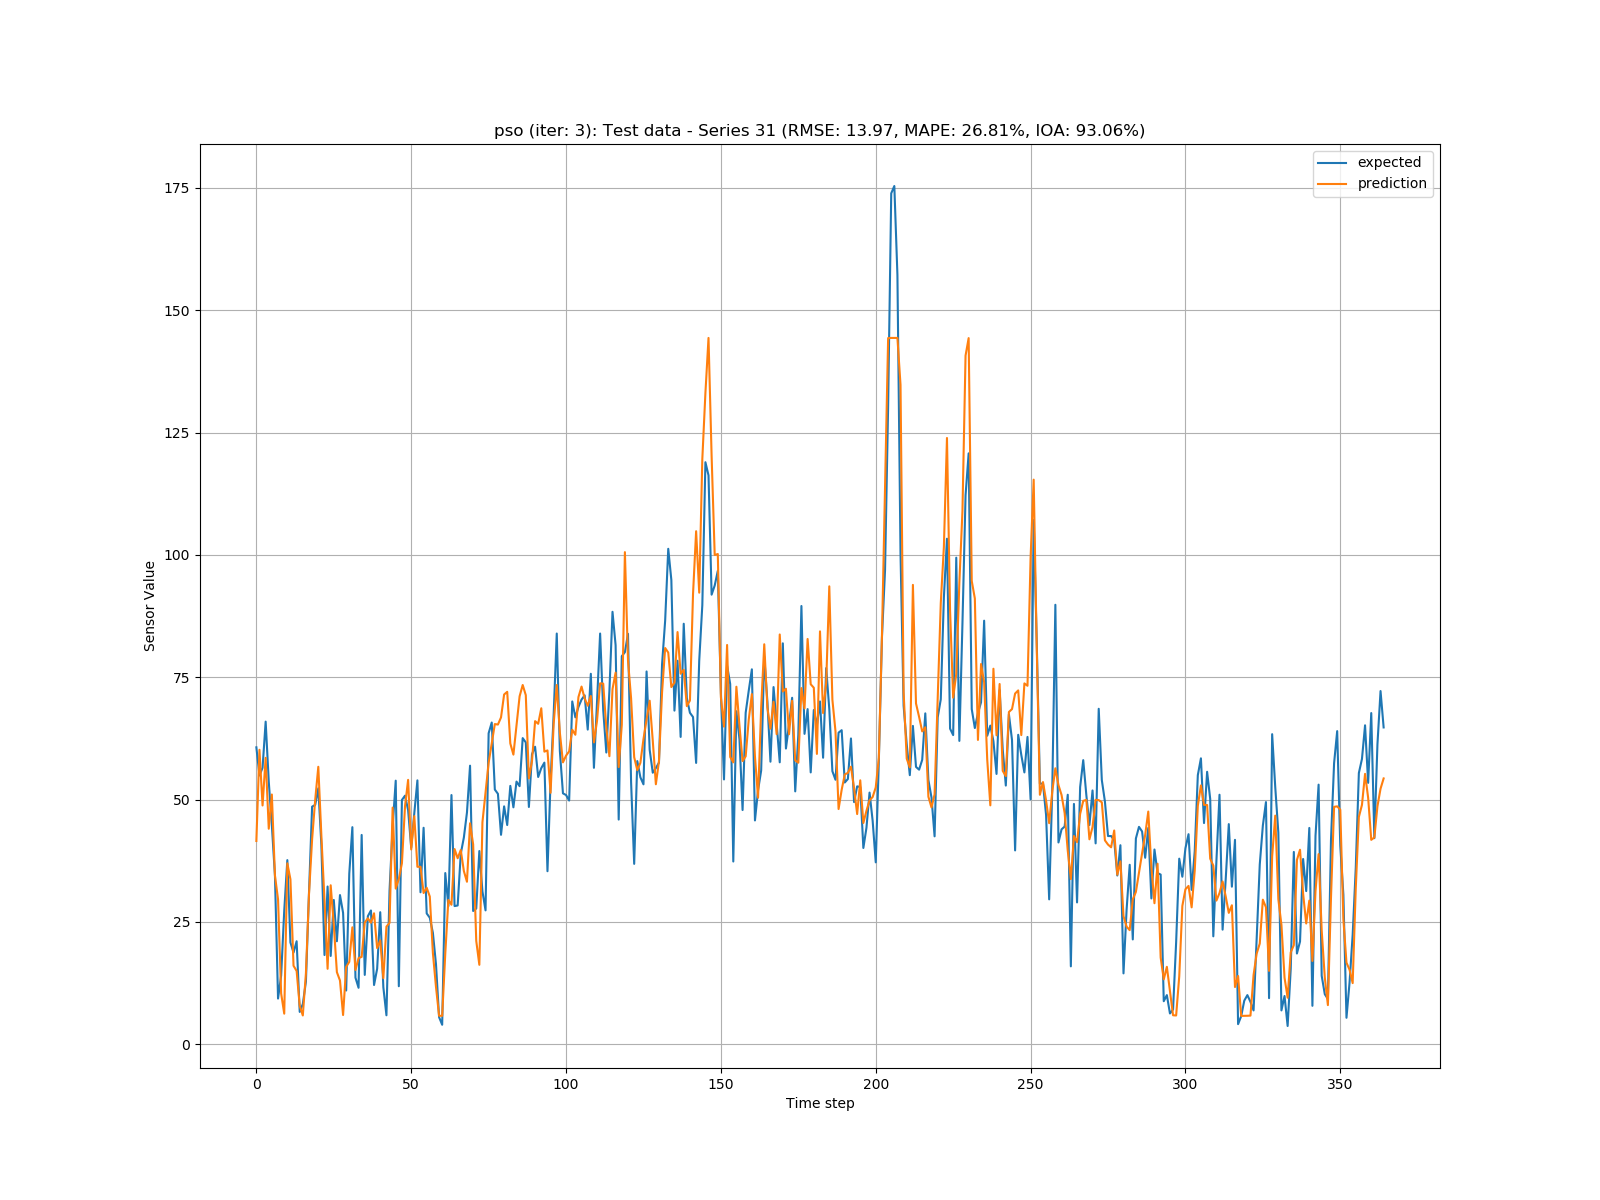 pso (iter: 3): Test data - Series 31 (RMSE: 13.97, MAPE: 26.81%, IOA: 93.06%)
expected
prediction
175
150
125
100
75
50
25
0
Sensor Value
0 50 100 150 200 250 300 350
Time step